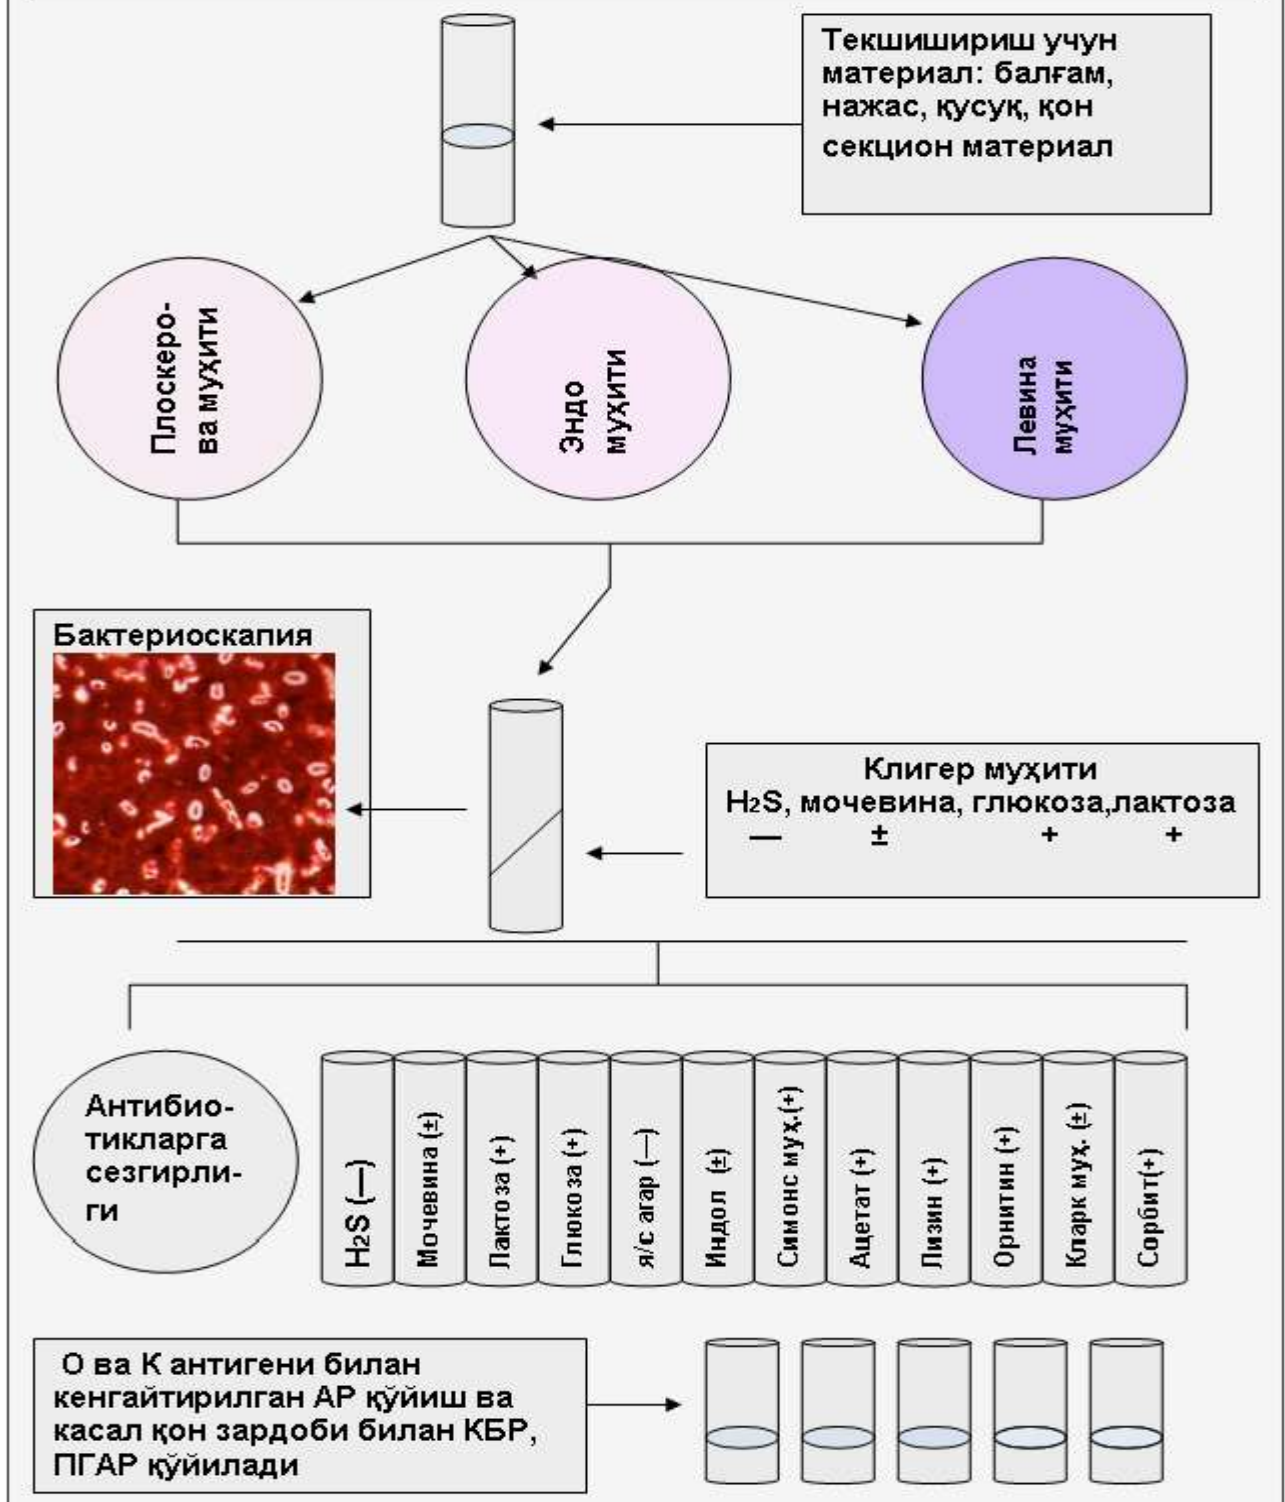 Текшишириш учун
материал: балғам,
нажас, қусуқ, қон
секцион материал
Плоскеро-
ва муҳити
Эндо
муҳити
Левина
муҳити
Бактериоскапия
Клигер муҳити
H₂S, мочевина, глюкоза,лактоза
— ± + +
Антибио-
тикларга
сезгирли-
ги
H₂S (—)
Мочевина (±)
Лактоза (+)
Глюкоза (+)
я/с агар (—)
Индол (±)
Симонс муҳ.(+)
Ацетат (+)
Лизин (+)
Орнитин (+)
Кларк муҳ. (±)
Сорбит(+)
О ва К антигени билан
кенгайтирилган АР қўйиш ва
касал қон зардоби билан КБР,
ПГАР қўйилади